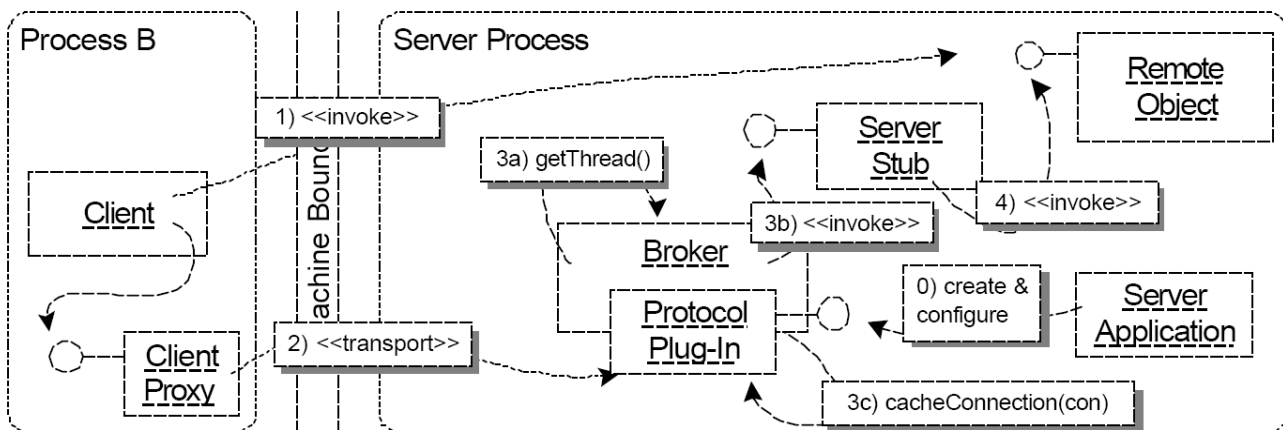 Process B
Server Process
1) <<invoke>>
Remote
Object
Server
Stub
3a) getThread()
Client
4) <<invoke>>
3b) <<invoke>>
Broker
0) create &
configure
Server
Application
Protocol
Plug-In
2) <<transport>>
Client
Proxy
3c) cacheConnection(con)